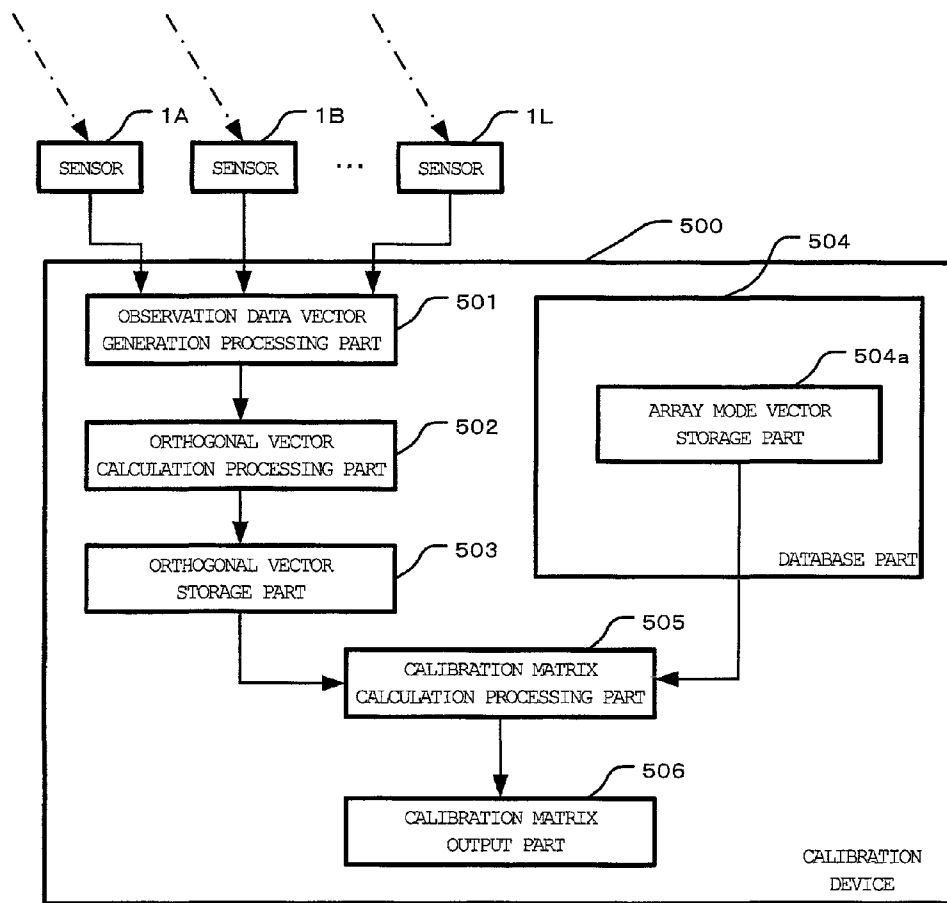 1A
1B
1L
SENSOR
SENSOR
...
SENSOR
500
504
OBSERVATION DATA VECTOR
GENERATION PROCESSING PART
501
504a
ARRAY MODE VECTOR
STORAGE PART
ORTHOGONAL VECTOR
CALCULATION PROCESSING PART
502
ORTHOGONAL VECTOR
STORAGE PART
503
DATABASE PART
505
CALIBRATION MATRIX
CALCULATION PROCESSING PART
506
CALIBRATION MATRIX
OUTPUT PART
CALIBRATION
DEVICE